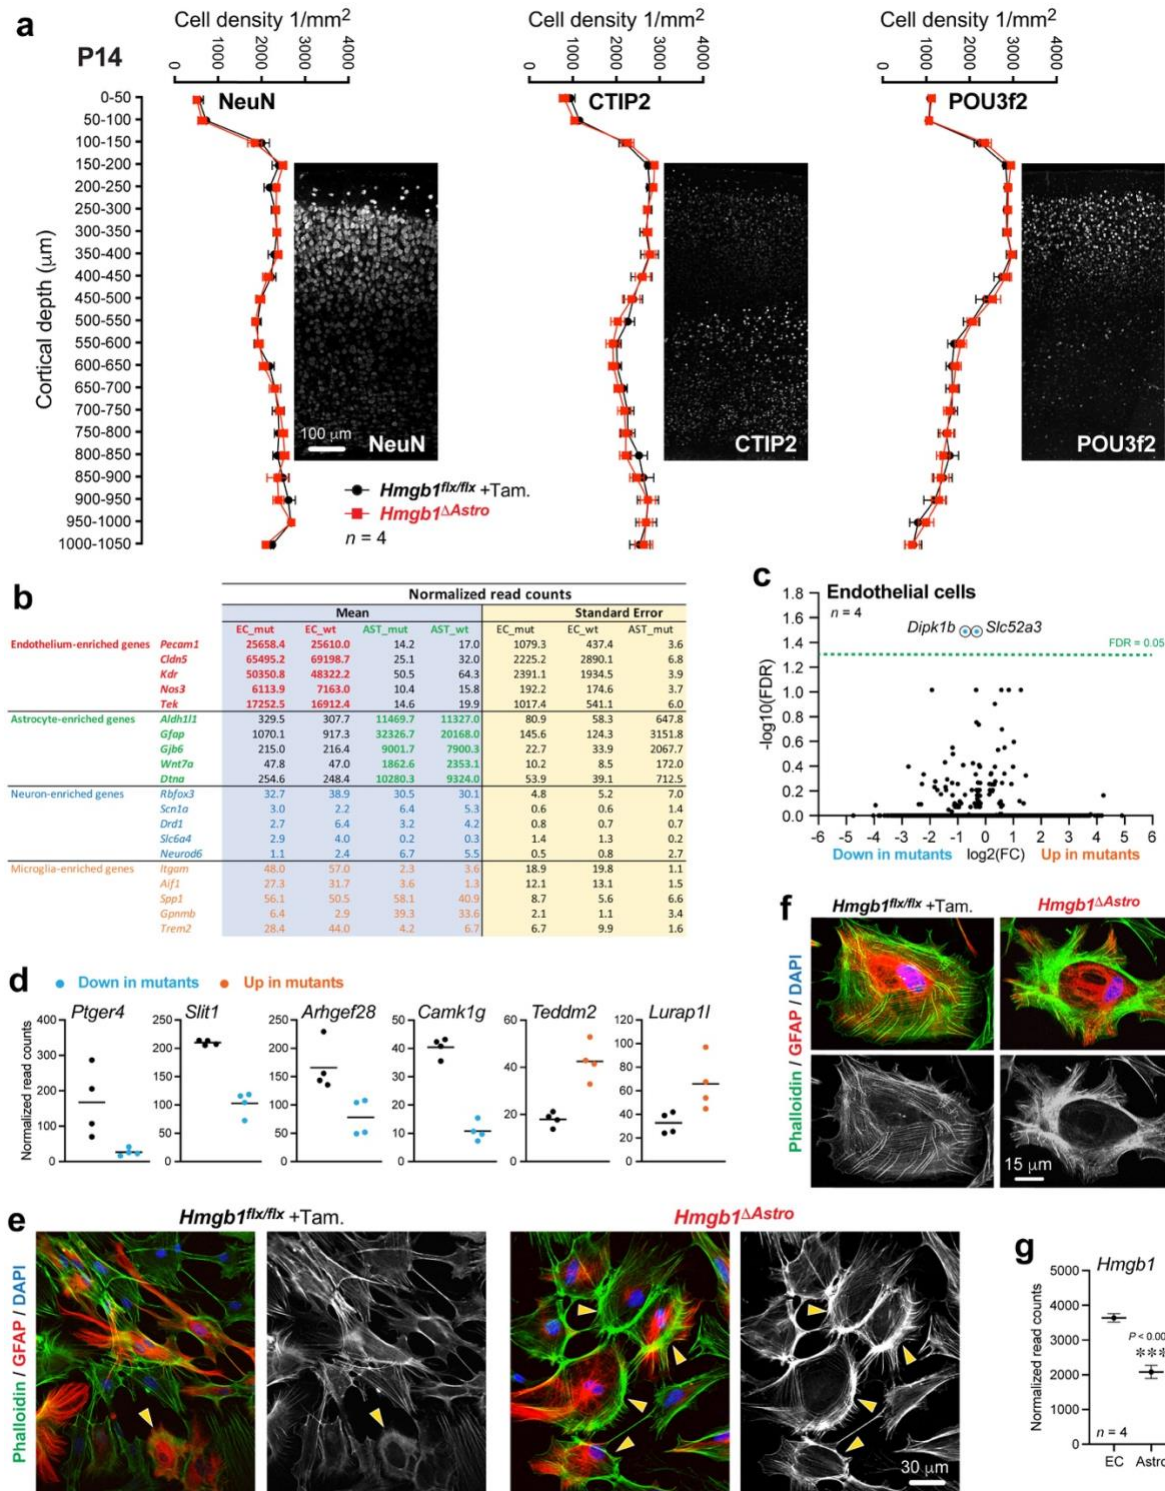 a
P14
Cell density 1/mm2
0 1000 2000 3000 4000
NeuN
Cell density 1/mm2
0 1000 2000 3000 4000
CTIP2
Cell density 1/mm2
0 1000 2000 3000 4000
POU3f2
Cortical depth (μm)
0-50
50-100
100-150
150-200
200-250
250-300
300-350
350-400
400-450
450-500
500-550
550-600
600-650
650-700
700-750
750-800
800-850
850-900
900-950
950-1000
1000-1050
100 μm
NeuN
CTIP2
POU3f2
Hmgb1flx/flx +Tam.
Hmgb1ΔAstro
n = 4
b
Normalized read counts
Mean Standard Error
EC_mut EC_wt AST_mut AST_wt EC_mut EC_wt AST_mut
Endothelium-enriched genes Pecam1 25658.4 25610.0 14.2 17.0 1079.3 437.4 3.6
Cldn5 65495.2 69198.7 25.1 32.0 2225.2 2890.1 6.8
Kdr 50350.8 48322.2 50.5 64.3 2391.1 1934.5 3.9
Nos3 6113.9 7163.0 10.4 15.8 192.2 174.6 3.7
Tek 17252.5 16912.4 14.6 19.9 1017.4 541.1 6.0
Astrocyte-enriched genes Aldh1l1 329.5 307.7 11469.7 11327.0 80.9 58.3 647.8
Gfap 1070.1 917.3 32326.7 20168.0 145.6 124.3 3151.8
Gjb6 215.0 216.4 9001.7 7900.3 22.7 33.9 2067.7
Wnt7a 47.8 47.0 1862.6 2353.1 10.2 8.5 172.0
Dtna 254.6 248.4 10280.3 9324.0 53.9 39.1 712.5
Neuron-enriched genes Rbfox3 32.7 38.9 30.5 30.1 4.8 5.2 7.0
Scn1a 3.0 2.2 6.4 5.3 0.6 0.6 1.4
Drd1 2.7 6.4 3.2 4.2 0.8 0.7 0.7
Slc6a4 2.9 4.0 0.2 0.3 1.4 1.3 0.2
Neurod6 1.1 2.4 6.7 5.5 0.5 0.8 2.7
Microglia-enriched genes Itgam 48.0 57.0 2.3 3.6 18.9 19.8 1.1
Aif1 27.3 31.7 3.6 1.3 12.1 13.1 1.5
Spp1 56.1 50.5 58.1 40.9 8.7 5.6 6.6
Gpnmb 6.4 2.9 39.3 33.6 2.1 1.1 3.4
Trem2 28.4 44.0 4.2 6.7 6.7 9.9 1.6
c
Endothelial cells
n = 4
Dipk1b Slc52a3
FDR = 0.05
-log10(FDR)
1.8
1.6
1.4
1.2
1.0
0.8
0.6
0.4
0.2
0.0
-6 -5 -4 -3 -2 -1 0 1 2 3 4 5 6
Down in mutants log2(FC) Up in mutants
d
Down in mutants Up in mutants
Normalized read counts
Ptger4
400
300
200
100
0
Slit1
250
200
150
100
50
0
Arhgef28
250
200
150
100
50
0
Camk1g
50
40
30
20
10
0
Teddm2
60
40
20
0
Lurap1l
120
100
80
60
40
20
0
e
Hmgb1flx/flx +Tam.
Hmgb1ΔAstro
Phalloidin / GFAP / DAPI
30 μm
f
Hmgb1flx/flx +Tam.
Hmgb1ΔAstro
Phalloidin / GFAP / DAPI
15 μm
g
Hmgb1
Normalized read counts
5000
4000
3000
2000
1000
0
P < 0.00
***
n = 4
EC Astro